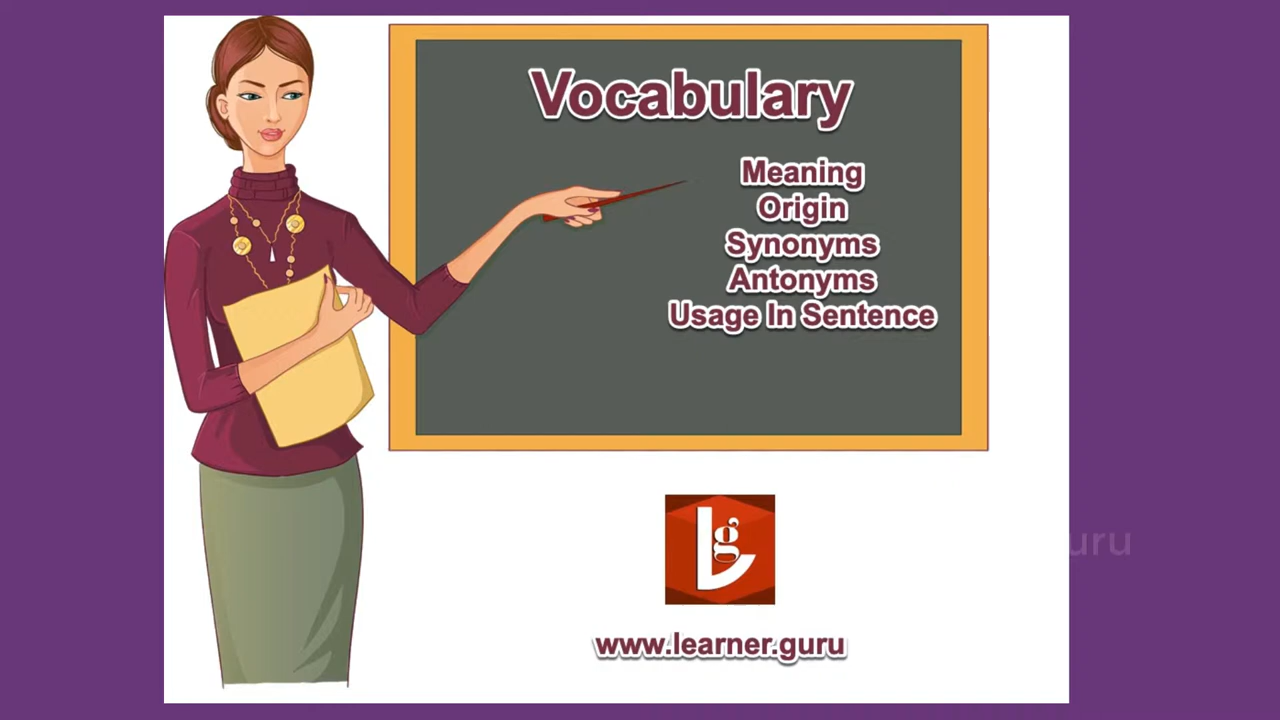 Vocabulary
Meaning
Origin
Synonyms
Antonyms
Usage In Sentence
lg
www.learner.guru